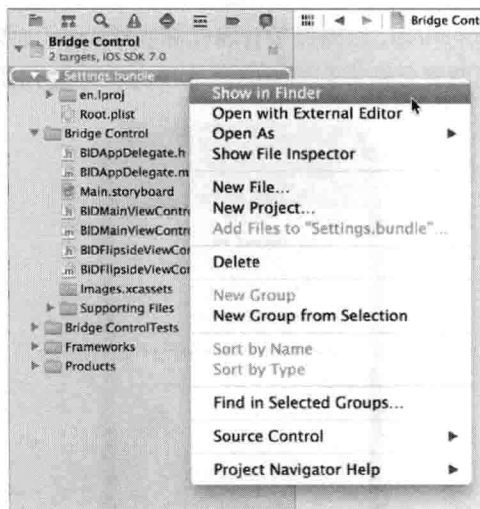 Bridge Cont
Bridge Control
2 targets, iOS SDK 7.0
Settings.bundle
en.lproj
Root.plist
Bridge Control
BIDAppDelegate.h
BIDAppDelegate.m
Main.storyboard
BIDMainViewContro
BIDMainViewContro
BIDFlipsideViewCor
BIDFlipsideViewCor
Images.xcassets
Supporting Files
Bridge ControlTests
Frameworks
Products
Show in Finder
Open with External Editor
Open As
Show File Inspector
New File...
New Project...
Add Files to "Settings.bundle"...
Delete
New Group
New Group from Selection
Sort by Name
Sort by Type
Find in Selected Groups...
Source Control
Project Navigator Help